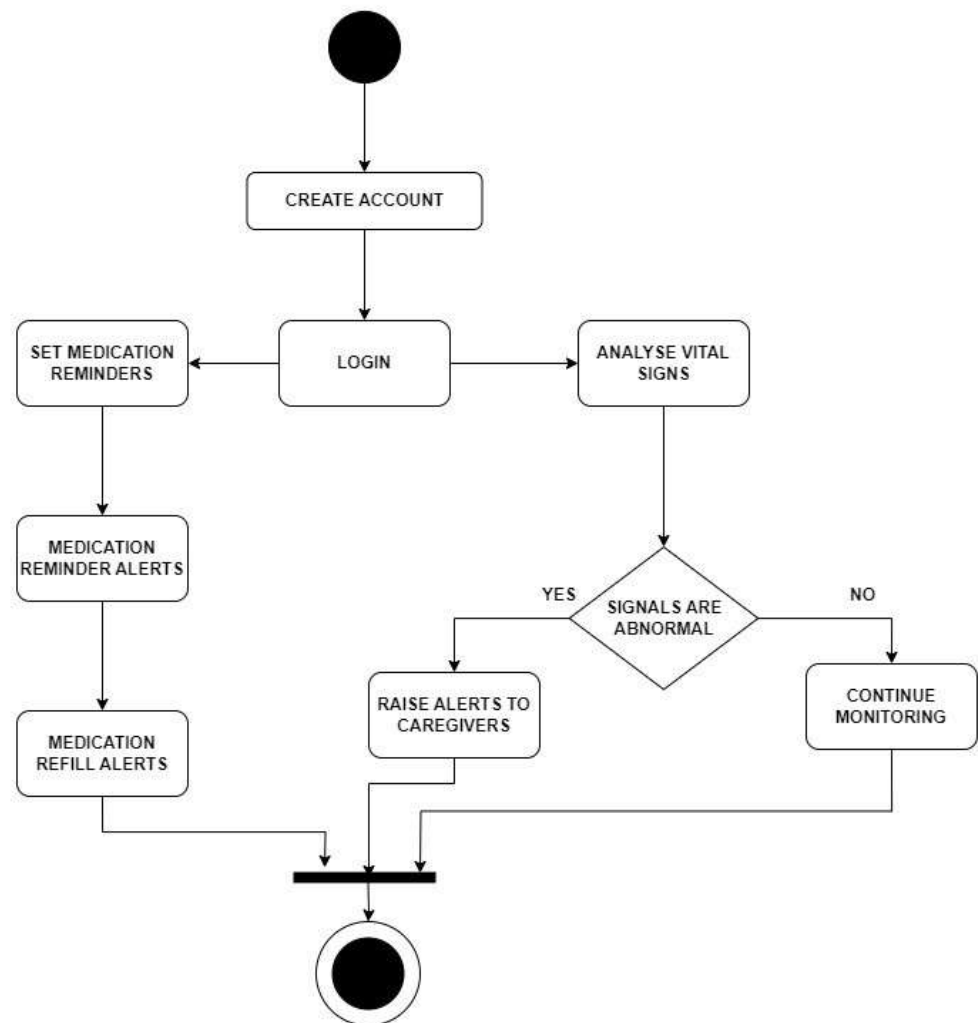 CREATE ACCOUNT
SET MEDICATION
REMINDERS
LOGIN
ANALYSE VITAL
SIGNS
MEDICATION
REMINDER ALERTS
YES
SIGNALS ARE
ABNORMAL
NO
RAISE ALERTS TO
CAREGIVERS
CONTINUE
MONITORING
MEDICATION
REFILL ALERTS